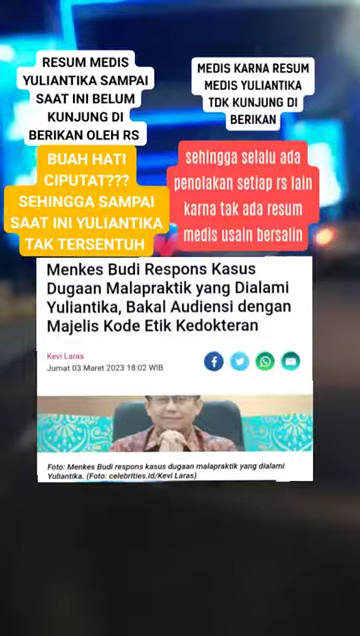 RESUM MEDIS
YULIANTIKA SAMPAI
SAAT INI BELUM
KUNJUNG DI
BERIKAN OLEH RS
BUAH HATI
CIPUTAT???
SEHINGGA SAMPAI
SAAT INI YULIANTIKA
TAK TERSENTUH
MEDIS KARNA RESUM
MEDIS YULIANTIKA
TDK KUNJUNG DI
BERIKAN
sehingga selalu ada
penolakan setiap rs lain
karna tak ada resum
medis usain bersalin
Menkes Budi Respons Kasus
Dugaan Malapraktik yang Dialami
Yuliantika, Bakal Audiensi dengan
Majelis Kode Etik Kedokteran
Kevi Laras
Jumat 03 Maret 2023 18:02 WIB
Foto: Menkes Budi respons kasus dugaan malapraktik yang dialami
Yuliantika. (Foto: celebrities.id/Kevi Laras)